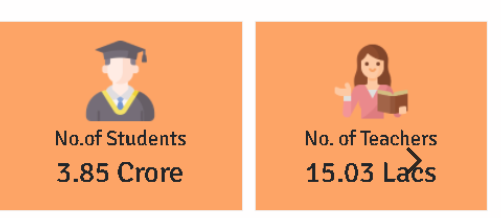 No.of Students
3.85 Crore
No. of Teachers
15.03 Lacs